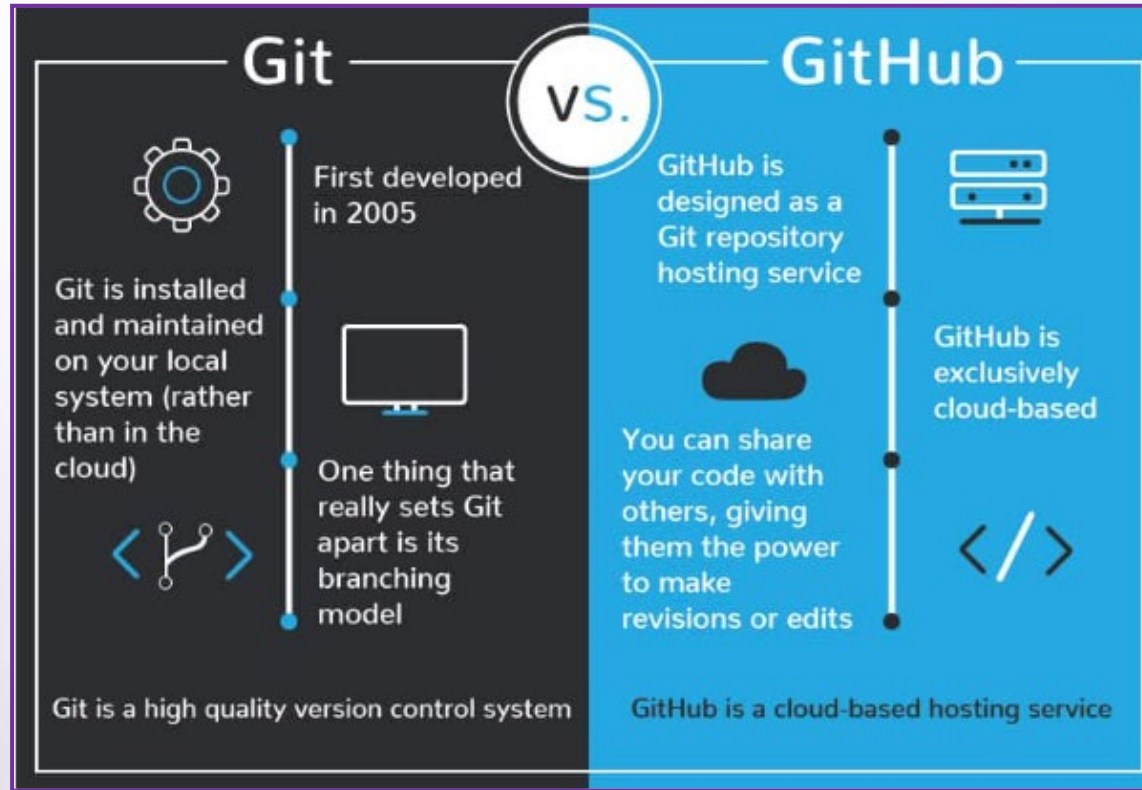 Git
vs.
GitHub
First developed
in 2005
Git is installed
and maintained
on your local
system (rather
than in the
cloud)
One thing that
really sets Git
apart is its
branching
model
Git is a high quality version control system
GitHub is
designed as a
Git repository
hosting service
GitHub is
exclusively
cloud-based
You can share
your code with
others, giving
them the power
to make
revisions or edits
GitHub is a cloud-based hosting service